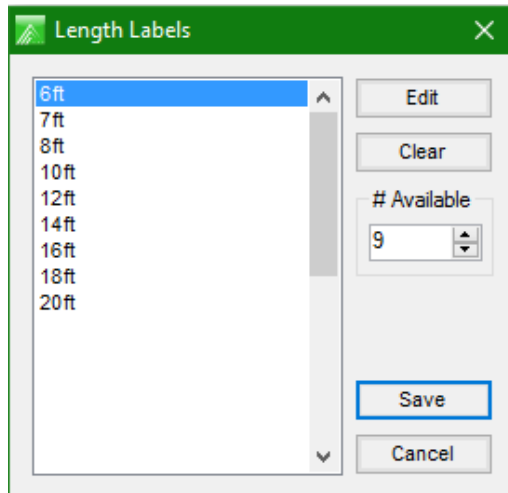 Length Labels
6ft
7ft
8ft
10ft
12ft
14ft
16ft
18ft
20ft
Edit
Clear
# Available
9
Save
Cancel